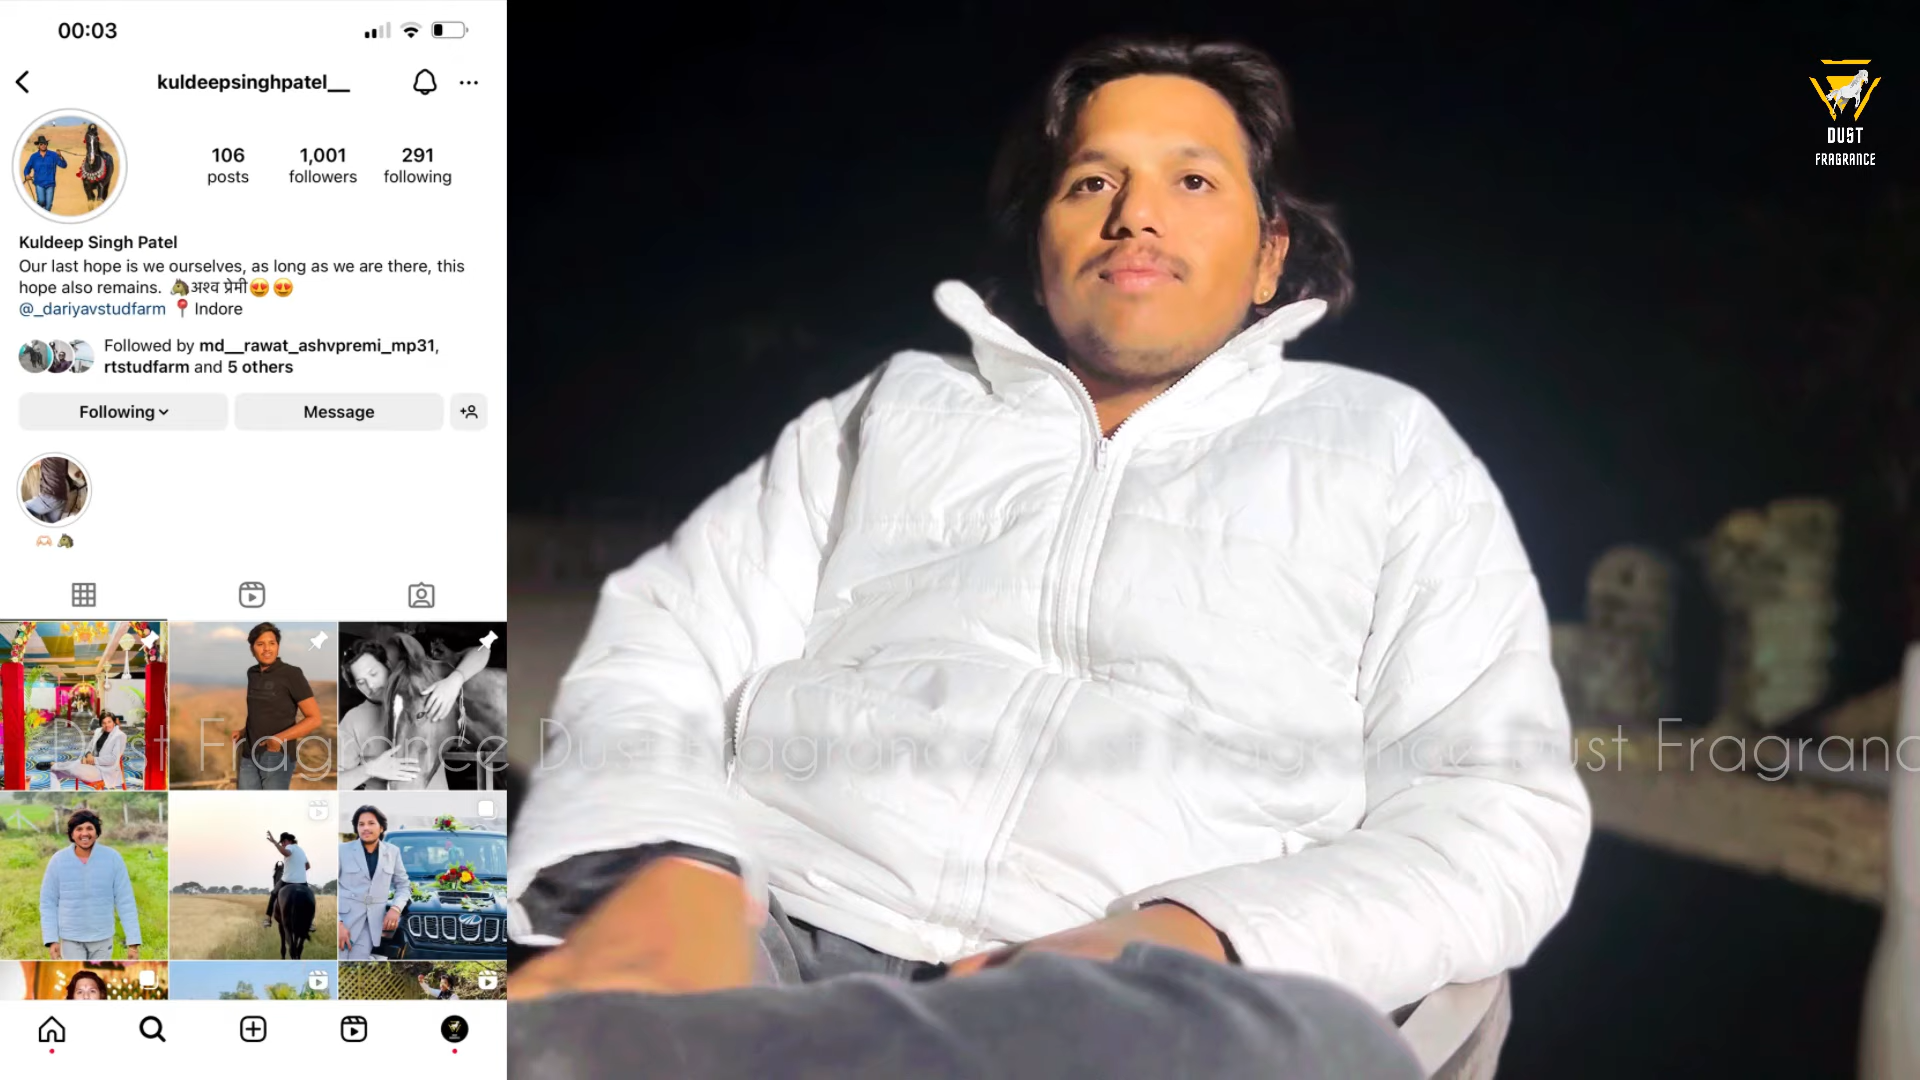 00:03
kuldeepsinghpatel__
106
posts
1,001
followers
291
following
Kuldeep Singh Patel
Our last hope is we ourselves, as long as we are there, this
hope also remains. 🐴अश्व प्रेमी😍😍
@_dariyavstudfarm 📍Indore
Followed by md__rawat_ashvpremi_mp31,
rtstudfarm and 5 others
Following
Message
DUST
FRAGRANCE
Dust Fragrance Dust Fragrance Dust Fragrance Dust Fragranc